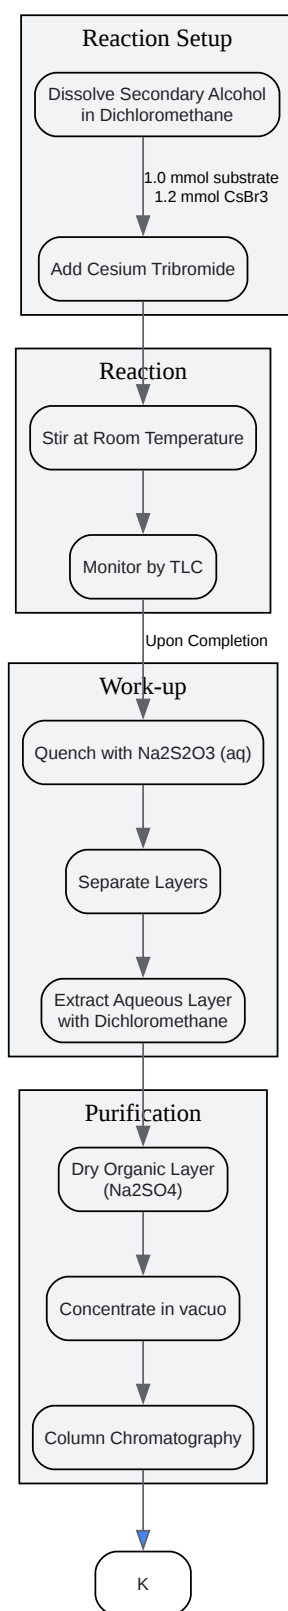 Reaction Setup
Dissolve Secondary Alcohol
in Dichloromethane
1.0 mmol substrate
1.2 mmol CsBr3
Add Cesium Tribromide
Reaction
Stir at Room Temperature
Monitor by TLC
Upon Completion
Work-up
Quench with Na2S2O3 (aq)
Separate Layers
Extract Aqueous Layer
with Dichloromethane
Purification
Dry Organic Layer
(Na2SO4)
Concentrate in vacuo
Column Chromatography
K